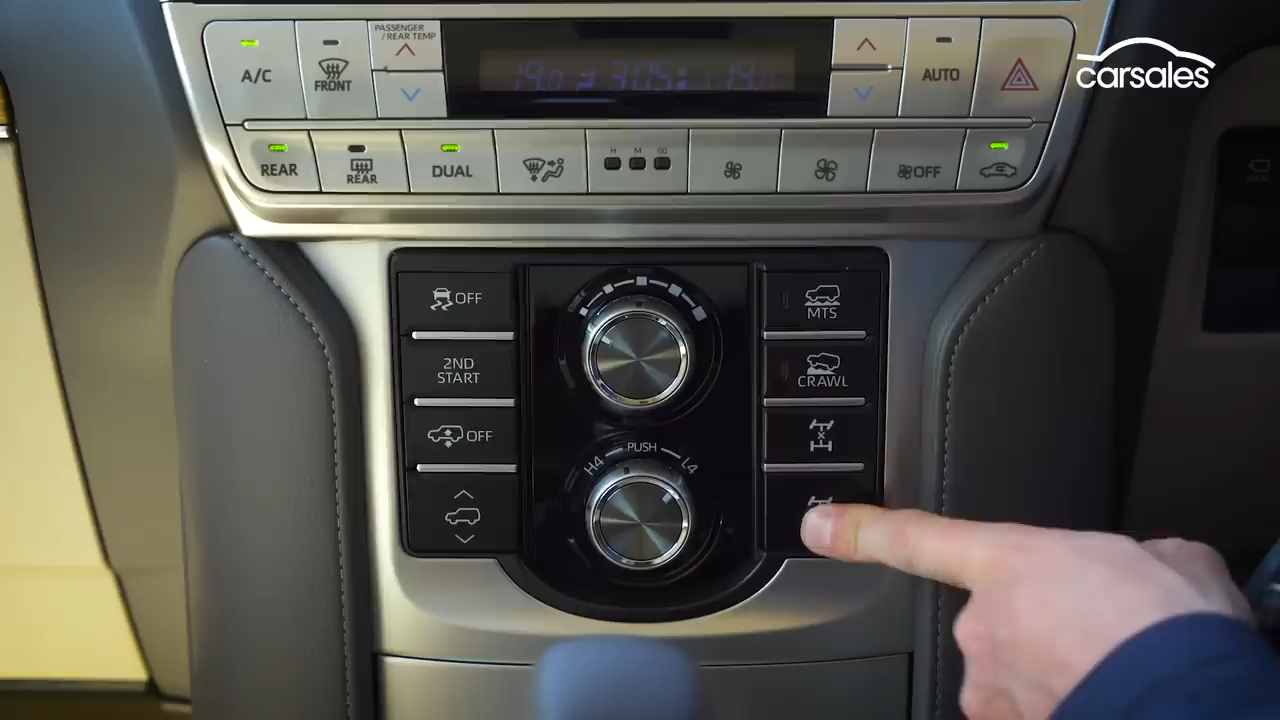 PASSENGER
/ REAR TEMP
A/C
FRONT
AUTO
carsales
REAR
REAR
DUAL
H M
OFF
OFF
2ND
START
OFF
MTS
CRAWL
PUSH
H4
L4